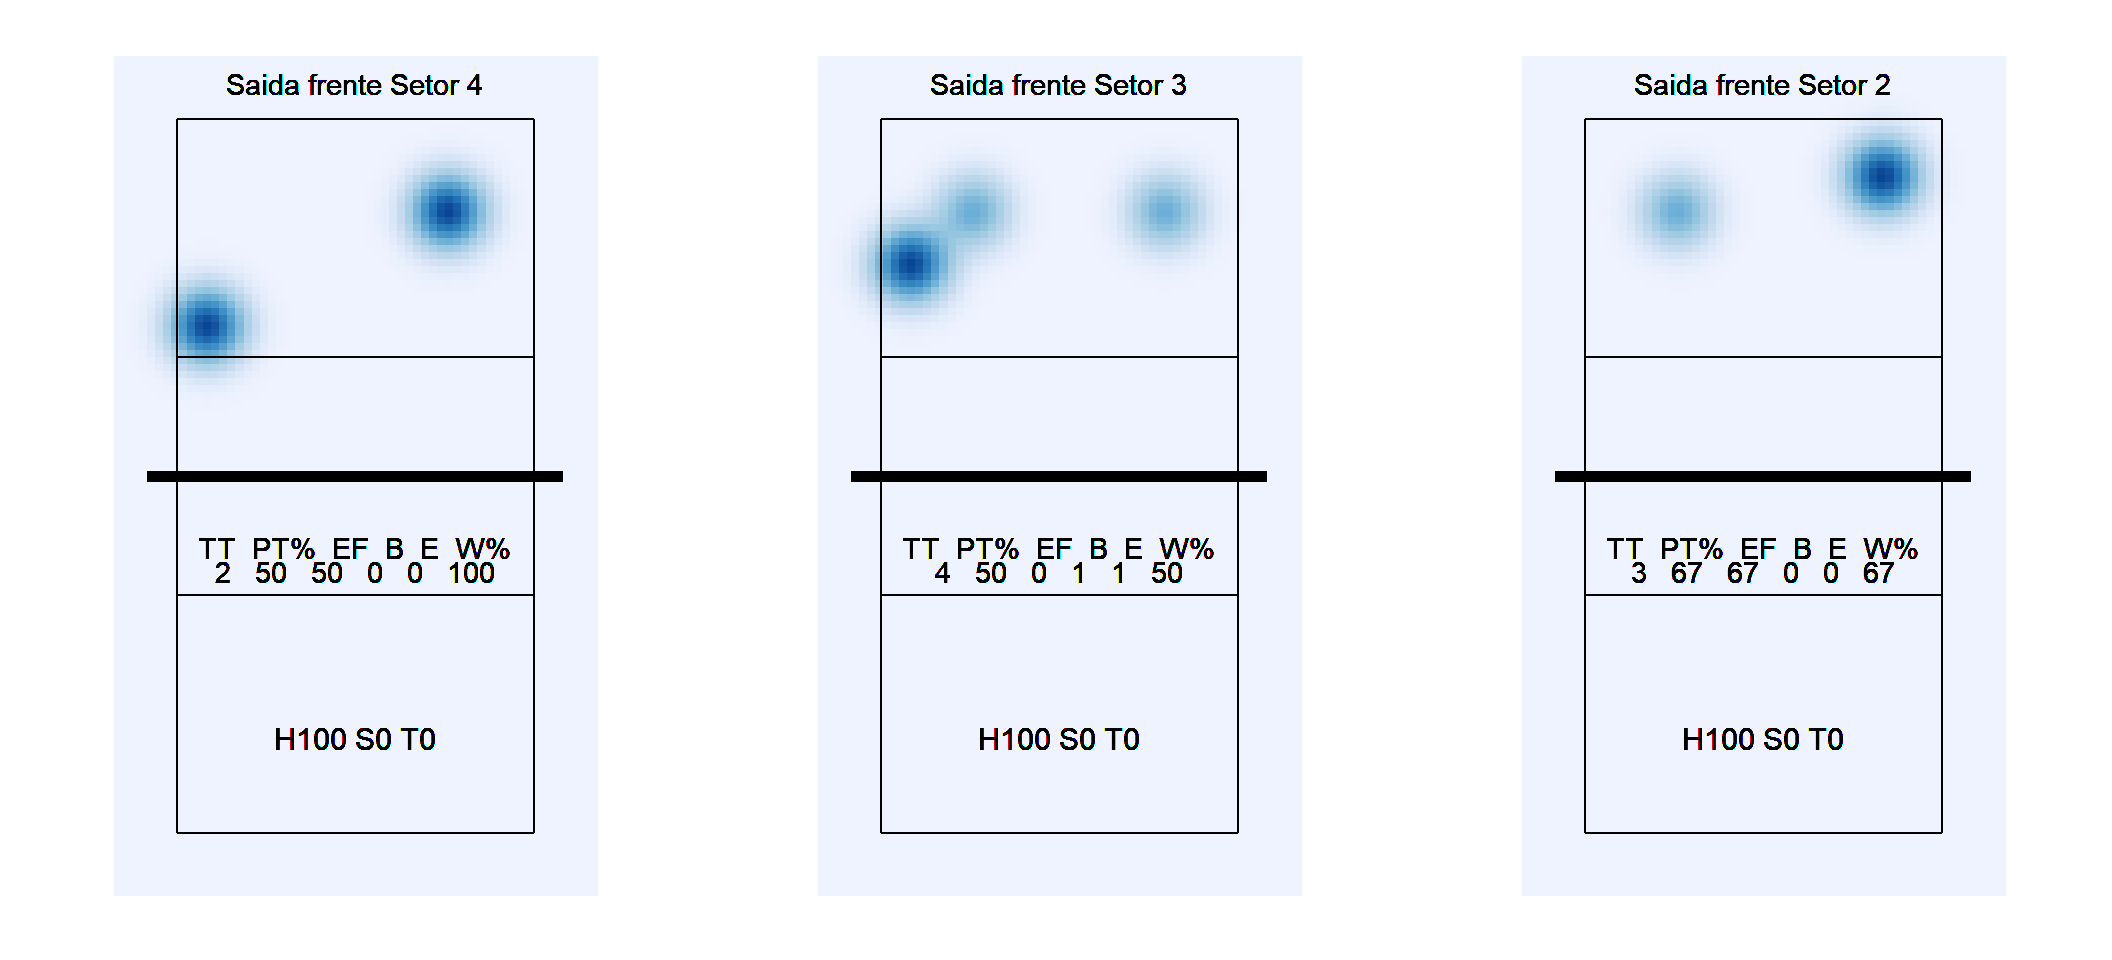 Saida frente Setor 4
TT PT% EF B E W%
2 50 50 0 0 100
H100 S0 T0
Saida frente Setor 3
TT PT% EF B E W%
4 50 0 1 1 50
H100 S0 T0
Saida frente Setor 2
TT PT% EF B E W%
3 67 67 0 0 67
H100 S0 T0